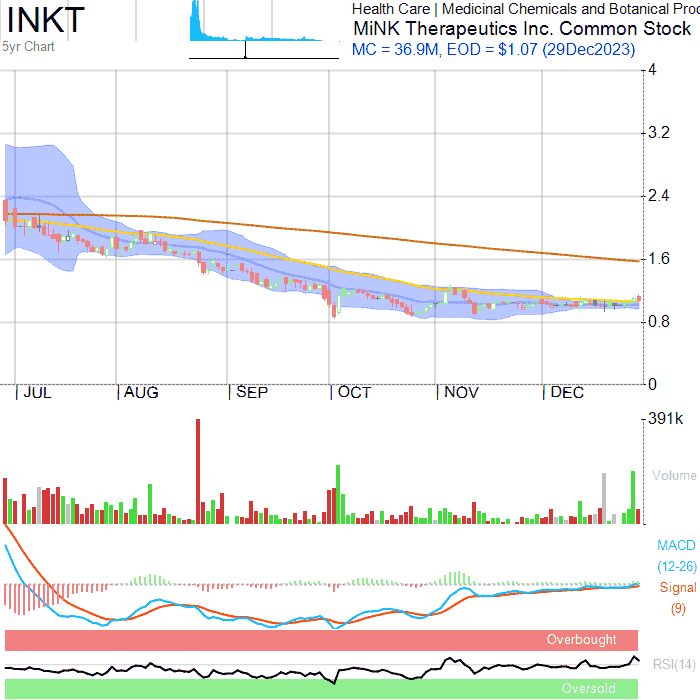 INKT
5yr Chart
Health Care | Medicinal Chemicals and Botanical Proc
MiNK Therapeutics Inc. Common Stock
MC = 36.9M, EOD = $1.07 (29Dec2023)
4
3.2
2.4
1.6
0.8
0
JUL AUG SEP OCT NOV DEC
391k
Volume
MACD
(12-26)
Signal
(9)
Overbought
RSI(14)
Oversold